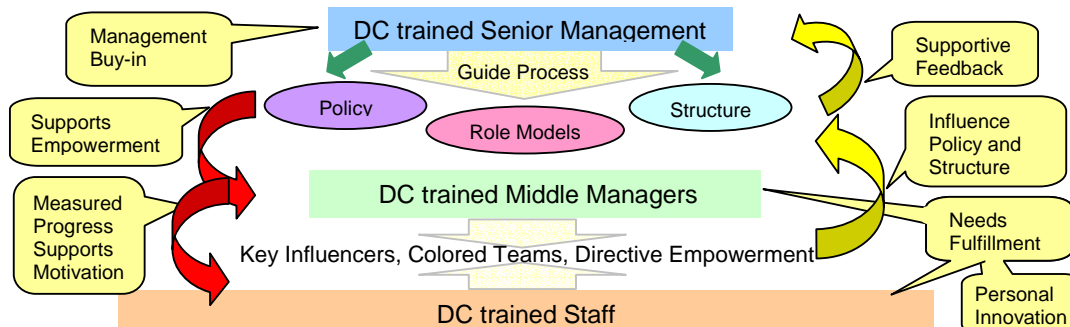 Management
Buy-in
DC trained Senior Management
Supportive
Feedback
Guide Process
Policy
Structure
Role Models
Supports
Empowerment
Influence
Policy and
Structure
DC trained Middle Managers
Measured
Progress
Supports
Motivation
Needs
Fulfillment
Key Influencers, Colored Teams, Directive Empowerment
Personal
Innovation
DC trained Staff